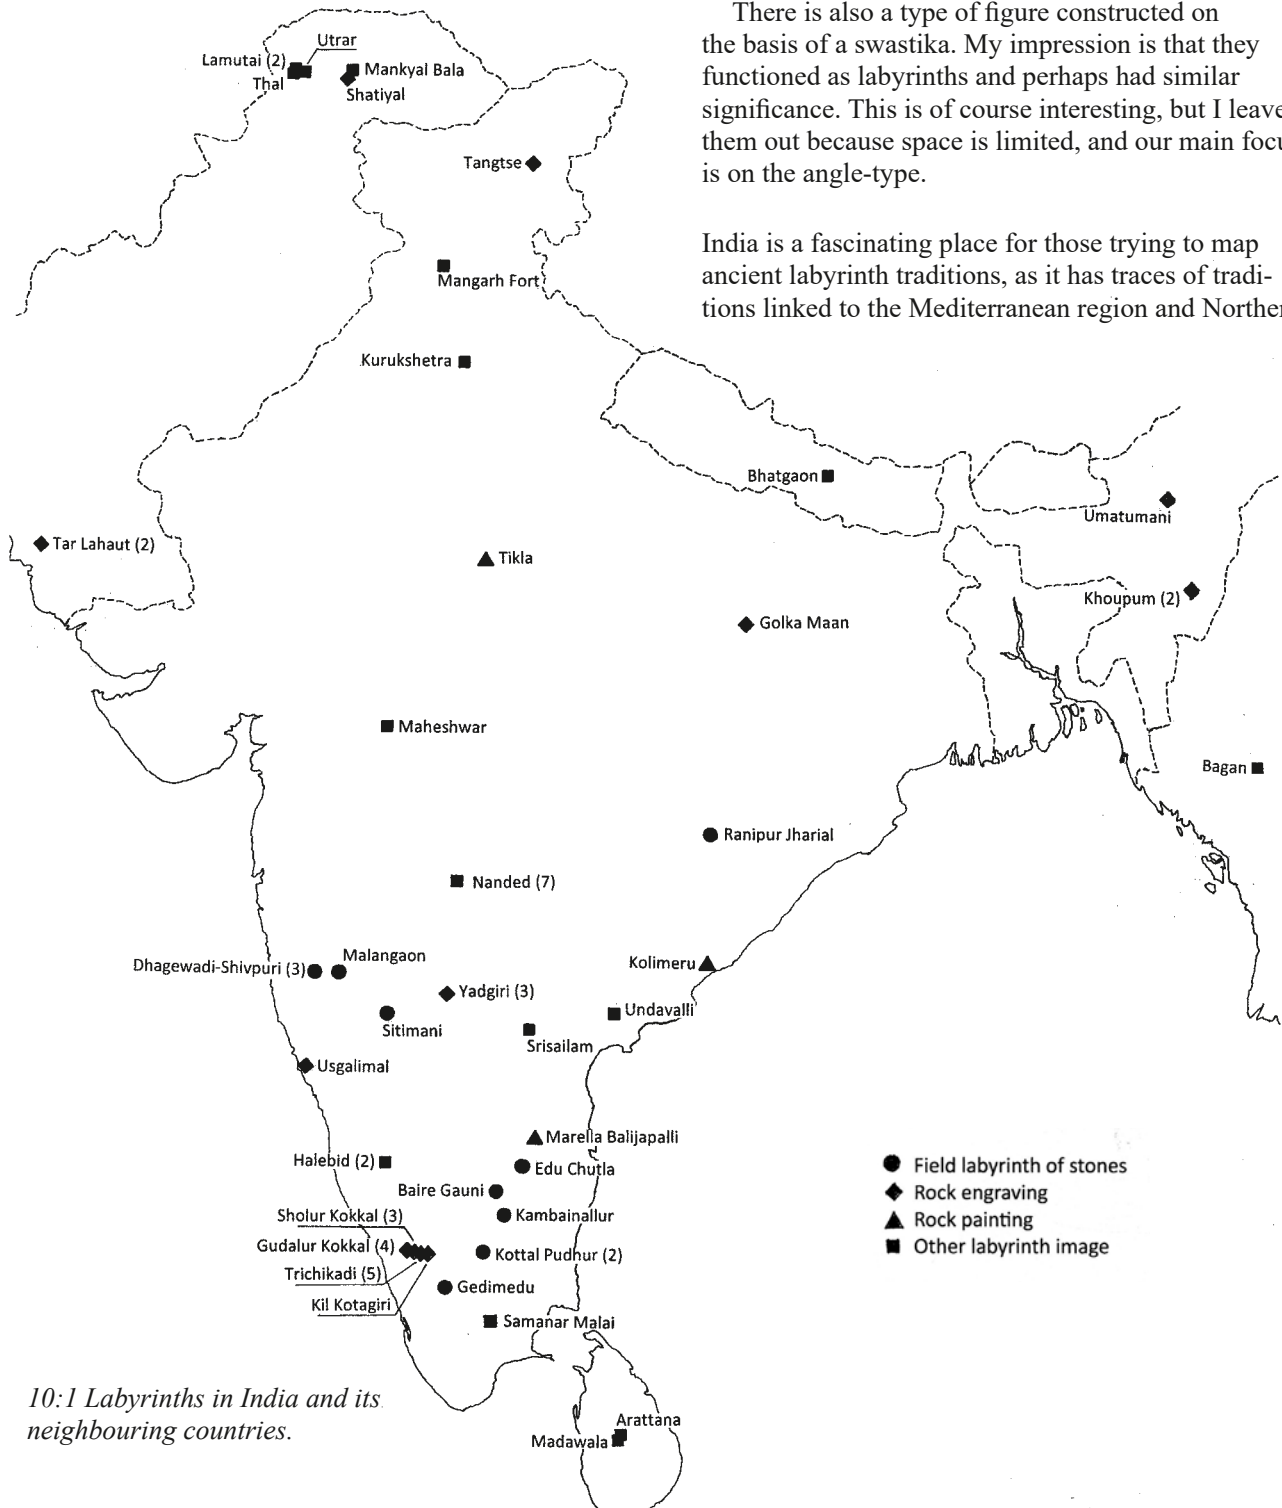 There is also a type of figure constructed on
the basis of a swastika. My impression is that they
functioned as labyrinths and perhaps had similar
significance. This is of course interesting, but I leave
them out because space is limited, and our main focu
is on the angle-type.
India is a fascinating place for those trying to map
ancient labyrinth traditions, as it has traces of tradi-
tions linked to the Mediterranean region and Norther
Utrar
Lamutai (2)
Thal
Mankyal Bala
Shatiyal
Tangtse
Mangarh Fort
Kurukshetra
Bhatgaon
Umatumani
Tar Lahaut (2)
Tikla
Khoupum (2)
Golka Maan
Maheshwar
Bagan
Ranipur Jharial
Nanded (7)
Malangaon
Dhagewadi-Shivpuri (3)
Kolimeru
Yadgiri (3)
Undavalli
Sitimani
Srisailam
Usgalimal
Marella Balijapalli
Halebid (2)
Edu Chutla
Baire Gauni
Kambainallur
Sholur Kokkal (3)
Gudalur Kokkal (4)
Kottal Pudhur (2)
Trichikadi (5)
Gedimedu
Kil Kotagiri
Samanar Malai
Arattana
Madawala
Field labyrinth of stones
Rock engraving
Rock painting
Other labyrinth image
10:1 Labyrinths in India and its
neighbouring countries.